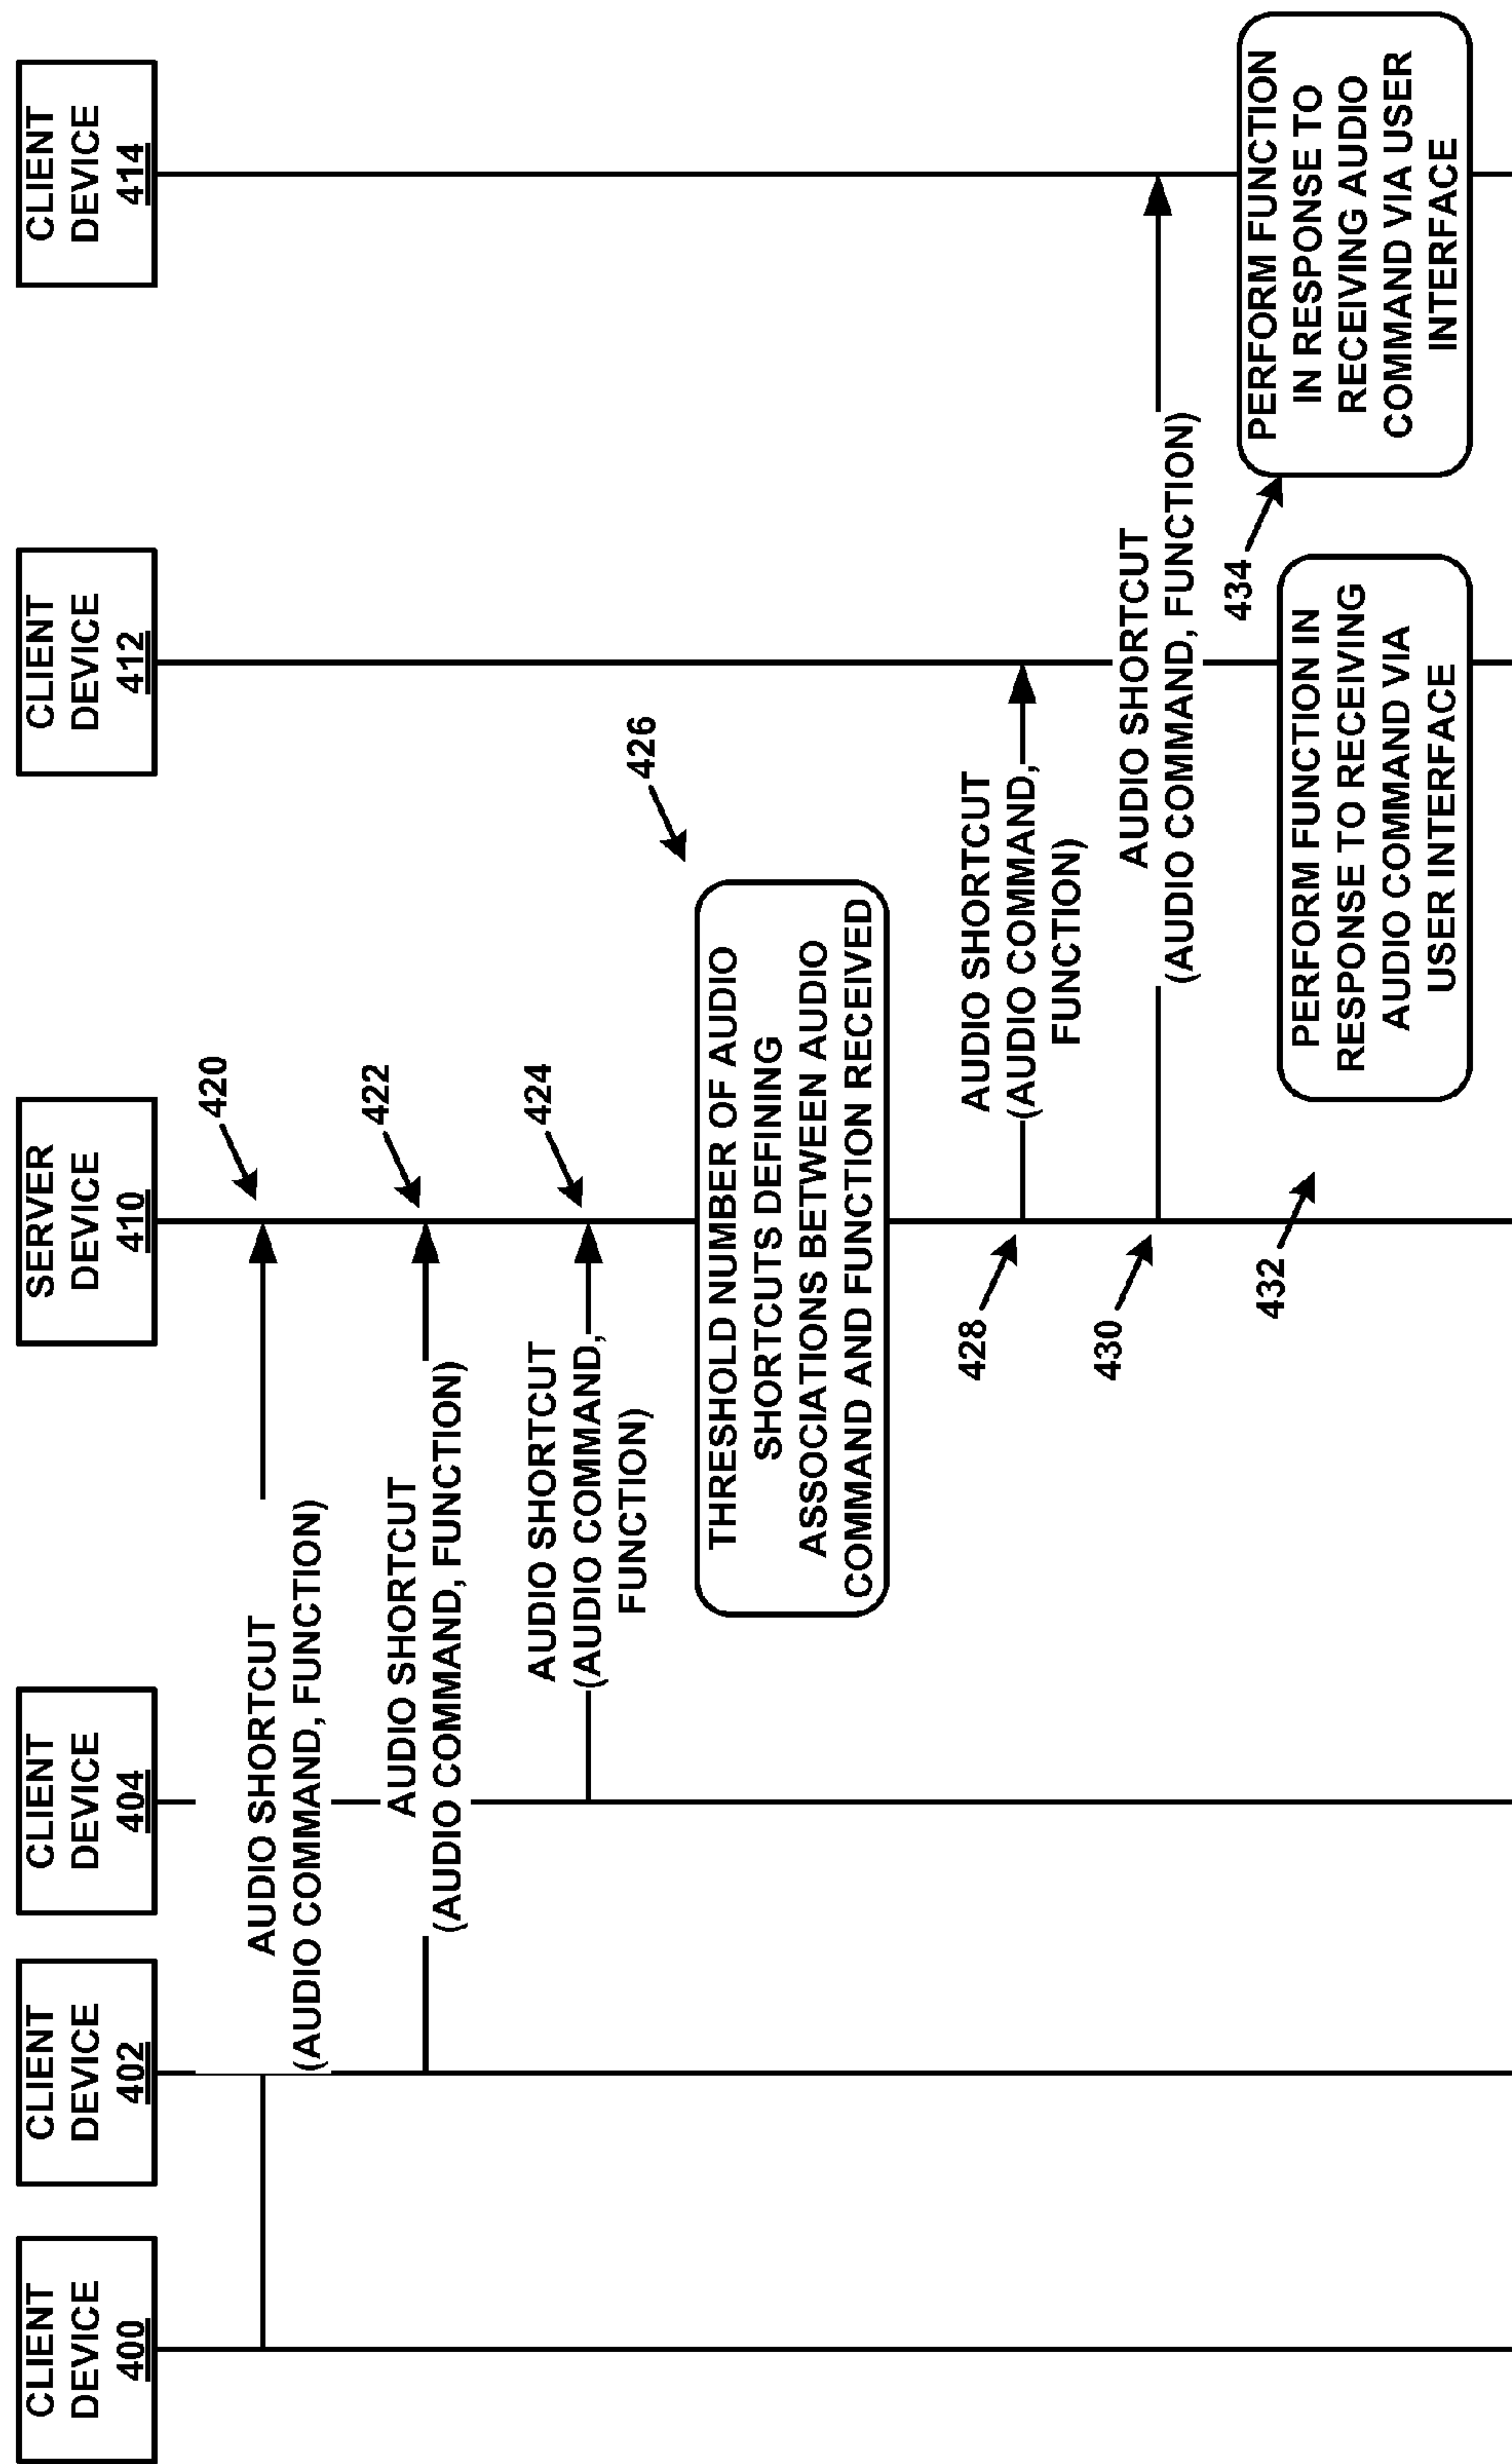 CLIENT
DEVICE
400
CLIENT
DEVICE
402
CLIENT
DEVICE
404
SERVER
DEVICE
410
CLIENT
DEVICE
412
CLIENT
DEVICE
414
420
AUDIO SHORTCUT
(AUDIO COMMAND, FUNCTION)
422
AUDIO SHORTCUT
(AUDIO COMMAND, FUNCTION)
424
AUDIO SHORTCUT
(AUDIO COMMAND,
FUNCTION)
426
THRESHOLD NUMBER OF AUDIO
SHORTCUTS DEFINING
ASSOCIATIONS BETWEEN AUDIO
COMMAND AND FUNCTION RECEIVED
428
AUDIO SHORTCUT
(AUDIO COMMAND,
FUNCTION)
430
AUDIO SHORTCUT
(AUDIO COMMAND, FUNCTION)
432
PERFORM FUNCTION IN
RESPONSE TO RECEIVING
AUDIO COMMAND VIA
USER INTERFACE
434
PERFORM FUNCTION
IN RESPONSE TO
RECEIVING AUDIO
COMMAND VIA USER
INTERFACE